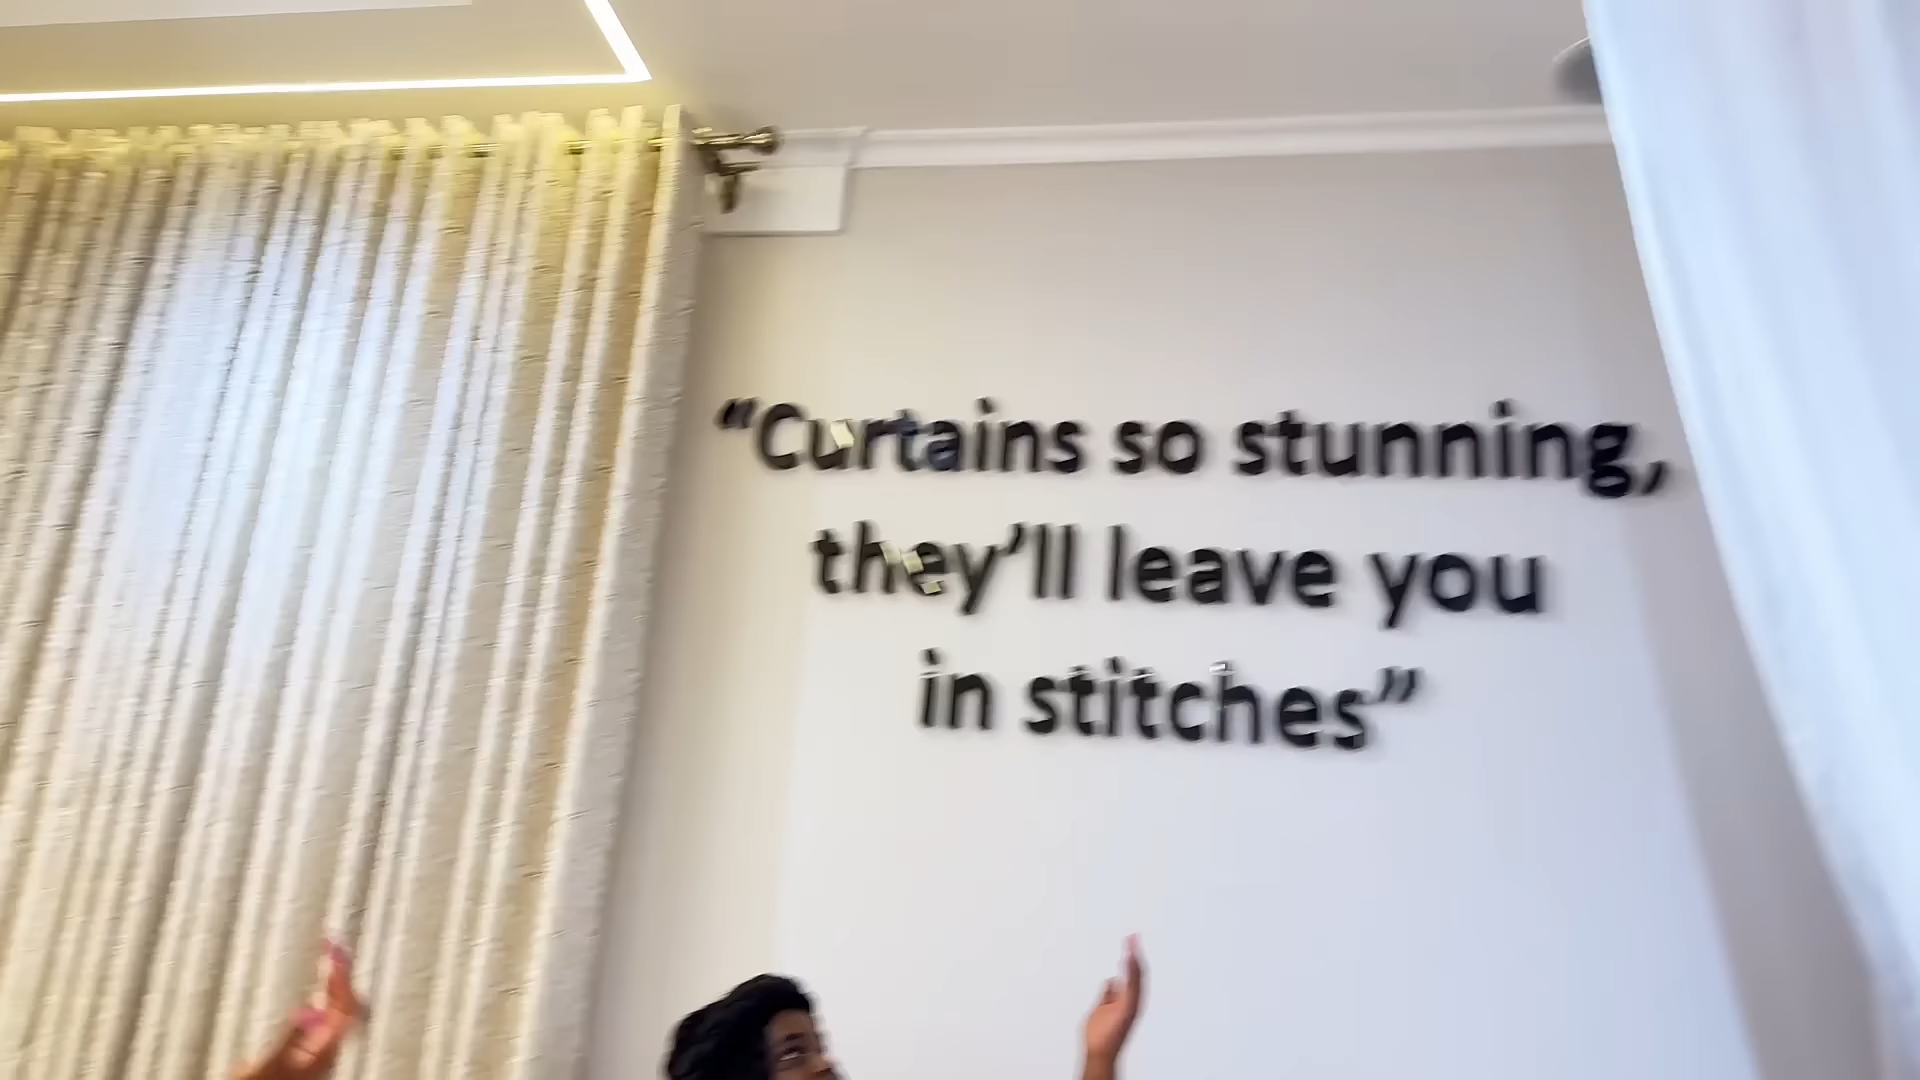 “Curtains so stunning,
they’ll leave you
in stitches”